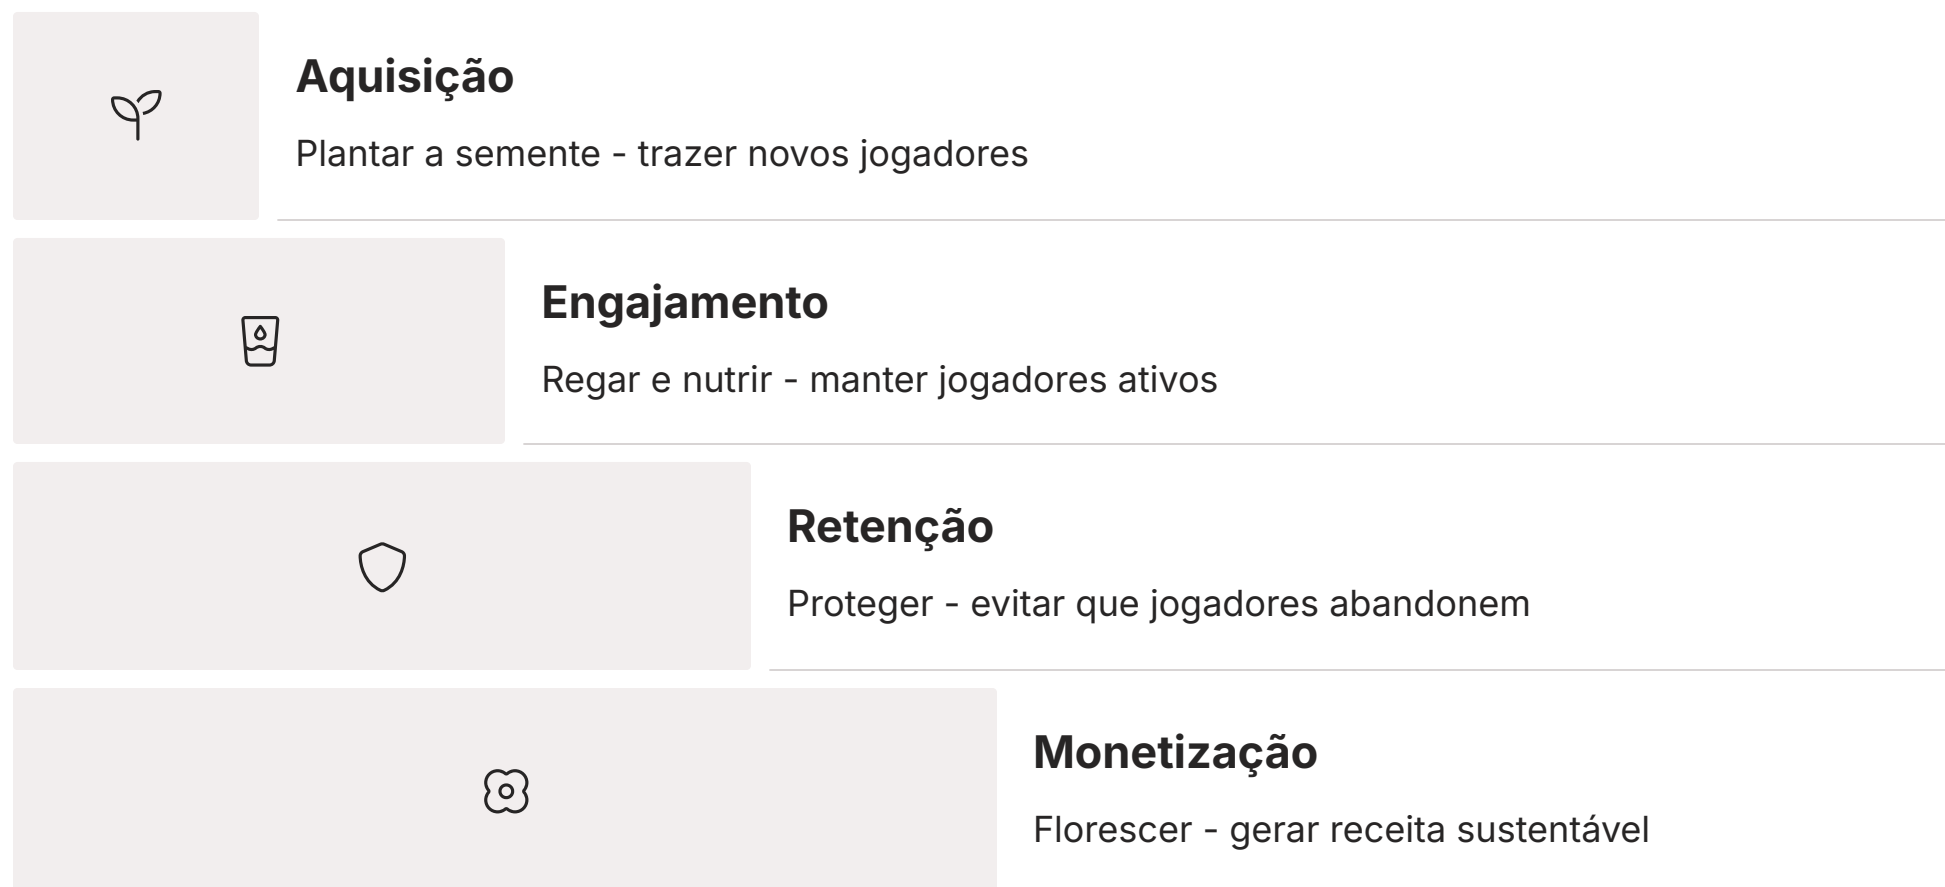 Aquisição
Plantar a semente - trazer novos jogadores
Engajamento
Regar e nutrir - manter jogadores ativos
Retenção
Proteger - evitar que jogadores abandonem
Monetização
Florescer - gerar receita sustentável